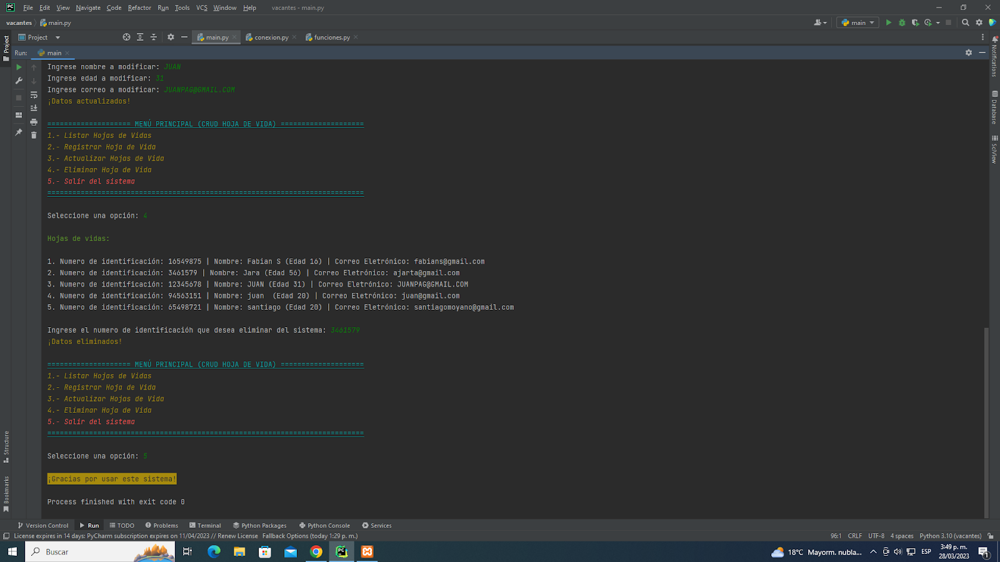 File Edit View Navigate Code Refactor Run Tools VCS Window Help vacantes - main.py
vacantes main.py main
Project main.py conexion.py funciones.py
Run: main
Ingrese nombre a modificar: JUAN
Ingrese edad a modificar: 31
Ingrese correo a modificar: JUANPAG@GMAIL.COM
¡Datos actualizados!
==================== MENÚ PRINCIPAL (CRUD HOJA DE VIDA) ====================
1.- Listar Hojas de Vidas
2.- Registrar Hoja de Vida
3.- Actualizar Hojas de Vida
4.- Eliminar Hoja de Vida
5.- Salir del sistema
============================================================================
Seleccione una opción: 4
Hojas de vidas:
1. Numero de identificación: 16549875 | Nombre: Fabian S (Edad 16) | Correo Eletrónico: fabians@gmail.com
2. Numero de identificación: 3461579 | Nombre: Jara (Edad 56) | Correo Eletrónico: ajarta@gmail.com
3. Numero de identificación: 12345678 | Nombre: JUAN (Edad 31) | Correo Eletrónico: JUANPAG@GMAIL.COM
4. Numero de identificación: 94563151 | Nombre: juan  (Edad 20) | Correo Eletrónico: juan@gmail.com
5. Numero de identificación: 65498721 | Nombre: santiago (Edad 20) | Correo Eletrónico: santiagomoyano@gmail.com
Ingrese el numero de identificacióh que desea eliminar del sistema: 3461579
¡Datos eliminados!
==================== MENÚ PRINCIPAL (CRUD HOJA DE VIDA) ====================
1.- Listar Hojas de Vidas
2.- Registrar Hoja de Vida
3.- Actualizar Hojas de Vida
4.- Eliminar Hoja de Vida
5.- Salir del sistema
============================================================================
Seleccione una opción: 5
¡Gracias por usar este sistema!
Process finished with exit code 0
Project
Structure
Bookmarks
Notifications
Database
SciView
Version Control Run TODO Problems Terminal Python Packages Python Console Services
License expires in 14 days: PyCharm subscription expires on 11/04/2023 // Renew License Fallback Options (today 1:29 p. m.) 96:1 CRLF UTF-8 4 spaces Python 3.10 (vacantes)
Buscar 18°C Mayorm. nubla... ESP 3:49 p. m.
28/03/2023 1